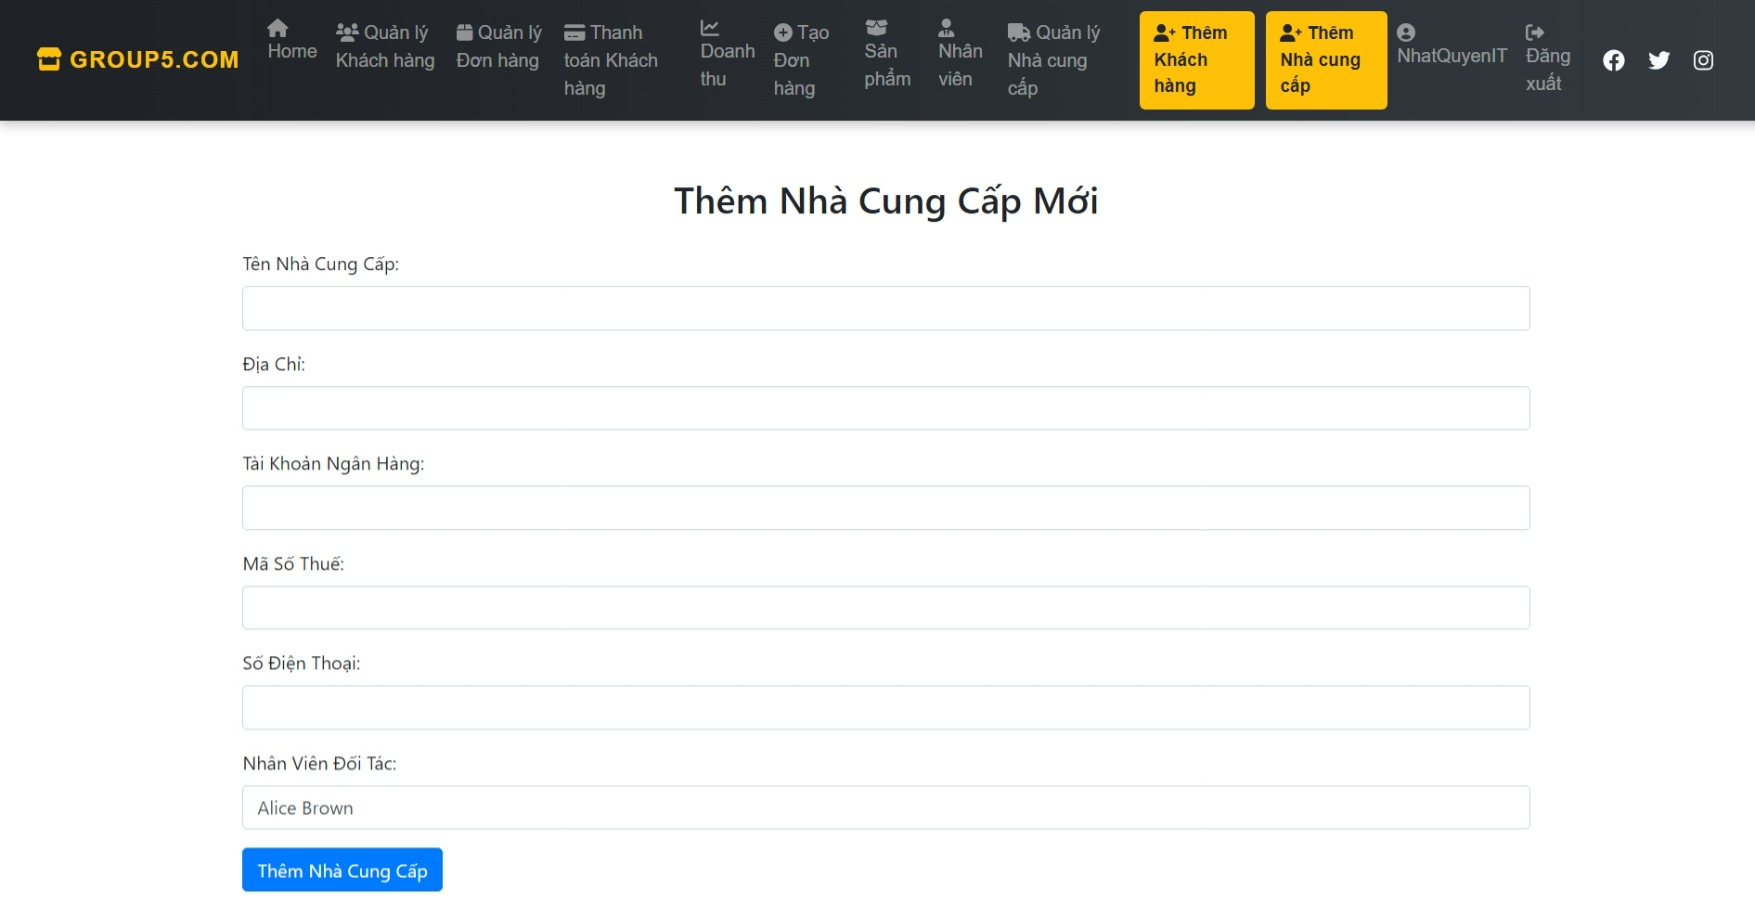 GROUP5.COM
Home
Quản lý
Khách hàng
Quản lý
Đơn hàng
Thanh
toán Khách
hàng
Doanh
thu
Tạo
Đơn
hàng
Sản
phẩm
Nhân
viên
Quản lý
Nhà cung
cấp
Thêm
Khách
hàng
Thêm
Nhà cung
cấp
NhatQuyenIT
Đăng
xuất
Thêm Nhà Cung Cấp Mới
Tên Nhà Cung Cấp:
Địa Chỉ:
Tài Khoản Ngân Hàng:
Mã Số Thuế:
Số Điện Thoại:
Nhân Viên Đối Tác:
Alice Brown
Thêm Nhà Cung Cấp